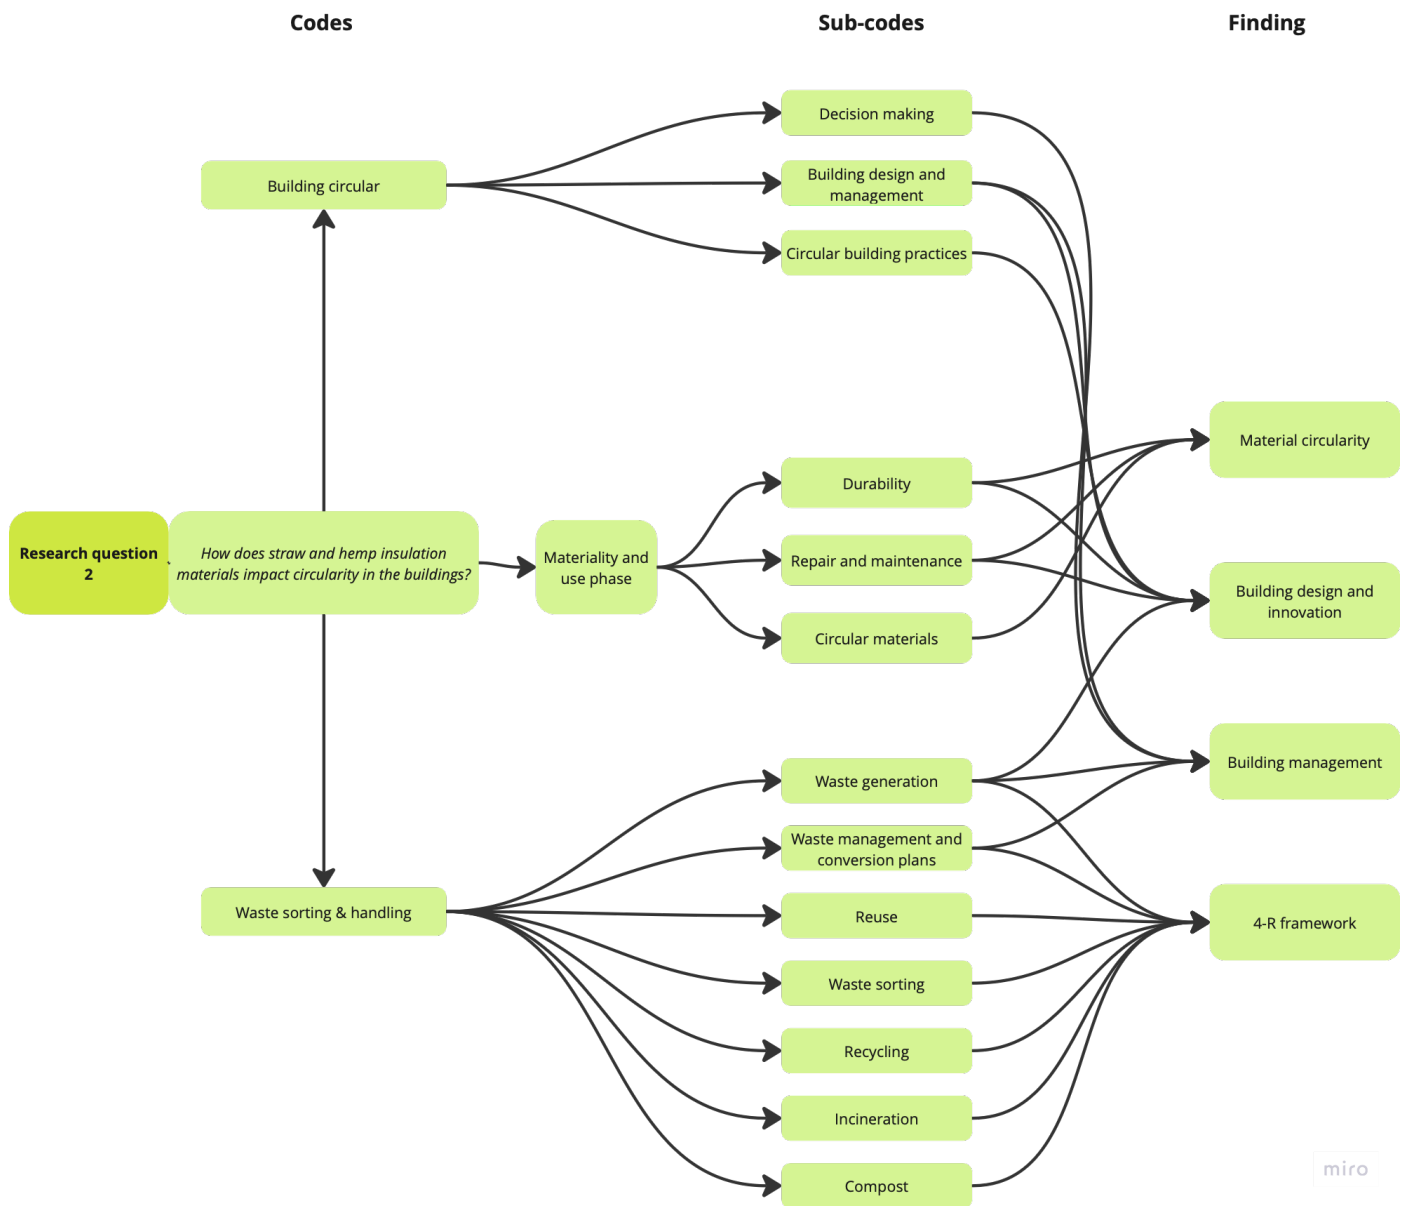 Codes
Sub-codes
Finding
Decision making
Building circular
Building design and
management
Circular building practices
Material circularity
Durability
Research question
2
How does straw and hemp insulation
materials impact circularity in the buildings?
Materiality and
use phase
Repair and maintenance
Building design and
innovation
Circular materials
Waste generation
Building management
Waste management and
conversion plans
Waste sorting & handling
Reuse
4-R framework
Waste sorting
Recycling
Incineration
Compost
miro